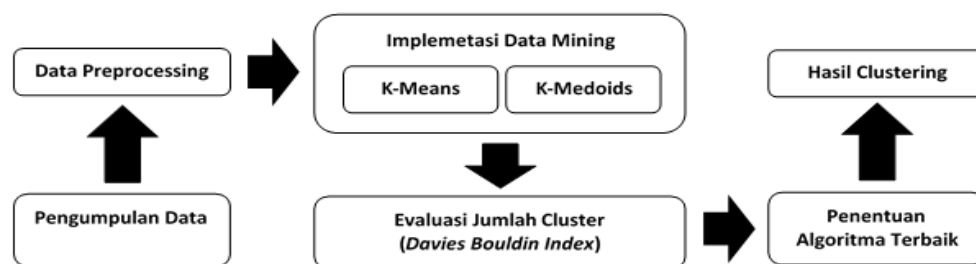 Pengumpulan Data
Data Preprocessing
Implemetasi Data Mining
K-Means
K-Medoids
Evaluasi Jumlah Cluster
(Davies Bouldin Index)
Penentuan
Algoritma Terbaik
Hasil Clustering